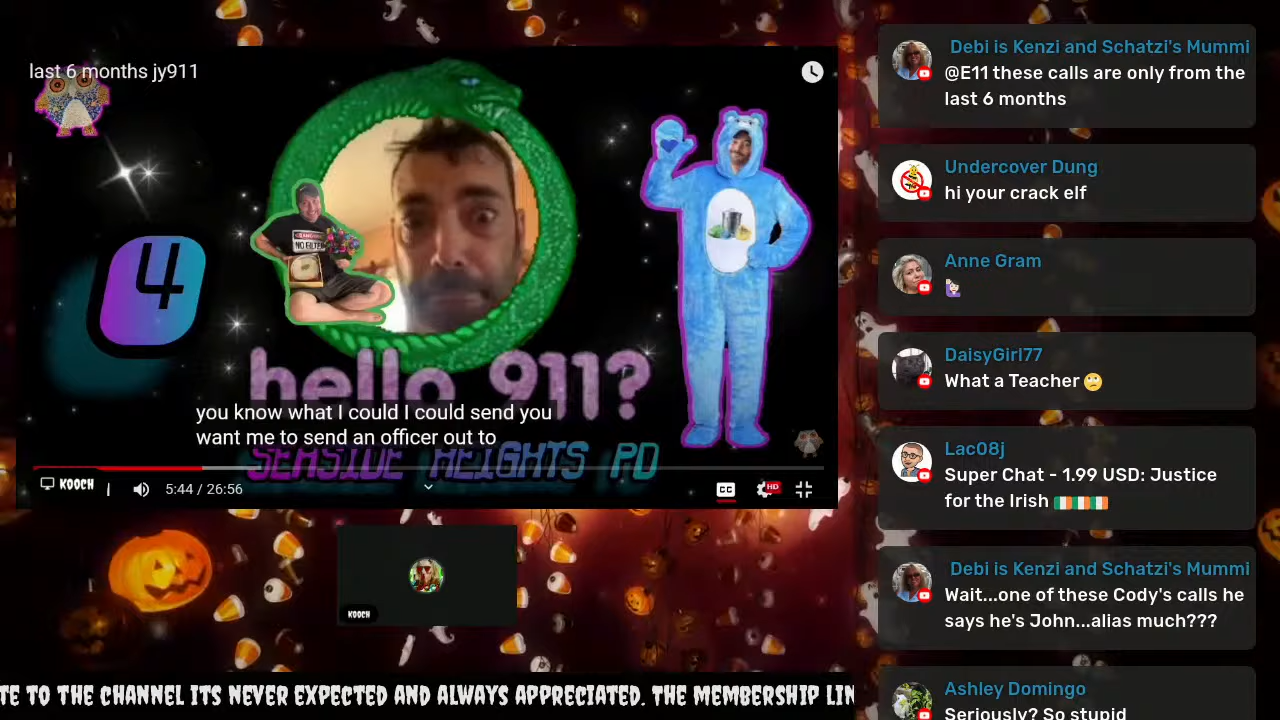 last 6 months jy911
NO FILTER
4
hello 911?
you know what I could I could send you
want me to send an officer out to
SEASIDE HEIGHTS PD
KOOCH
5:44 / 26:56
CC
HD
KOOCH
TE TO THE CHANNEL ITS NEVER EXPECTED AND ALWAYS APPRECIATED. THE MEMBERSHIP LIN
Debi is Kenzi and Schatzi's Mummi
@E11 these calls are only from the
last 6 months
Undercover Dung
hi your crack elf
Anne Gram
DaisyGirl77
What a Teacher 🙄
Lac08j
Super Chat - 1.99 USD: Justice
for the Irish 🇮🇪🇮🇪🇮🇪
Debi is Kenzi and Schatzi's Mummi
Wait...one of these Cody's calls he
says he's John...alias much???
Ashley Domingo
Seriously? So stupid